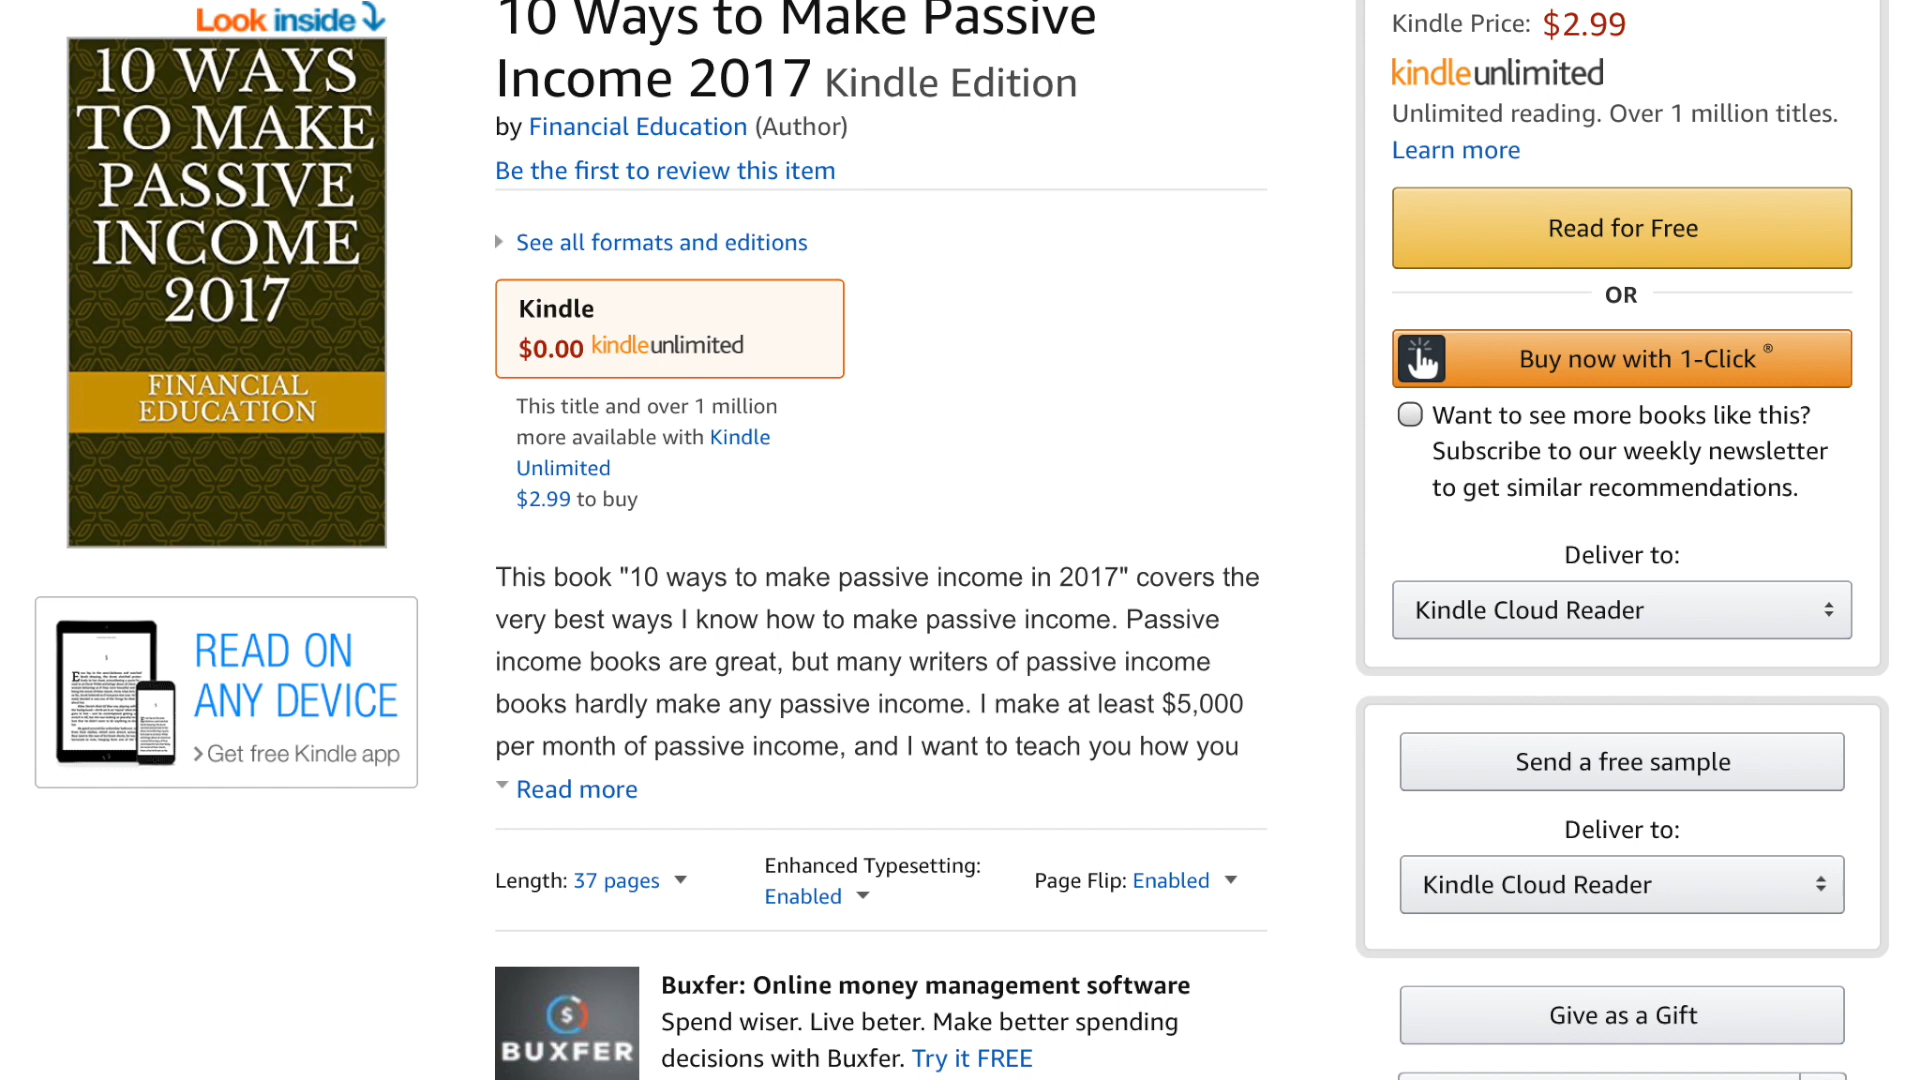 Look inside
10 WAYS
TO MAKE
PASSIVE
INCOME
2017
FINANCIAL
EDUCATION
READ ON
ANY DEVICE
Get free Kindle app
10 Ways to Make Passive
Income 2017 Kindle Edition
by Financial Education (Author)
Be the first to review this item
See all formats and editions
Kindle
$0.00 kindleunlimited
This title and over 1 million
more available with Kindle
Unlimited
$2.99 to buy
This book "10 ways to make passive income in 2017" covers the
very best ways I know how to make passive income. Passive
income books are great, but many writers of passive income
books hardly make any passive income. I make at least $5,000
per month of passive income, and I want to teach you how you
Read more
Length: 37 pages
Enhanced Typesetting:
Enabled
Page Flip: Enabled
BUXFER
Buxfer: Online money management software
Spend wiser. Live beter. Make better spending
decisions with Buxfer. Try it FREE
Kindle Price: $2.99
kindleunlimited
Unlimited reading. Over 1 million titles.
Learn more
Read for Free
OR
Buy now with 1-Click ®
Want to see more books like this?
Subscribe to our weekly newsletter
to get similar recommendations.
Deliver to:
Kindle Cloud Reader
Send a free sample
Deliver to:
Kindle Cloud Reader
Give as a Gift